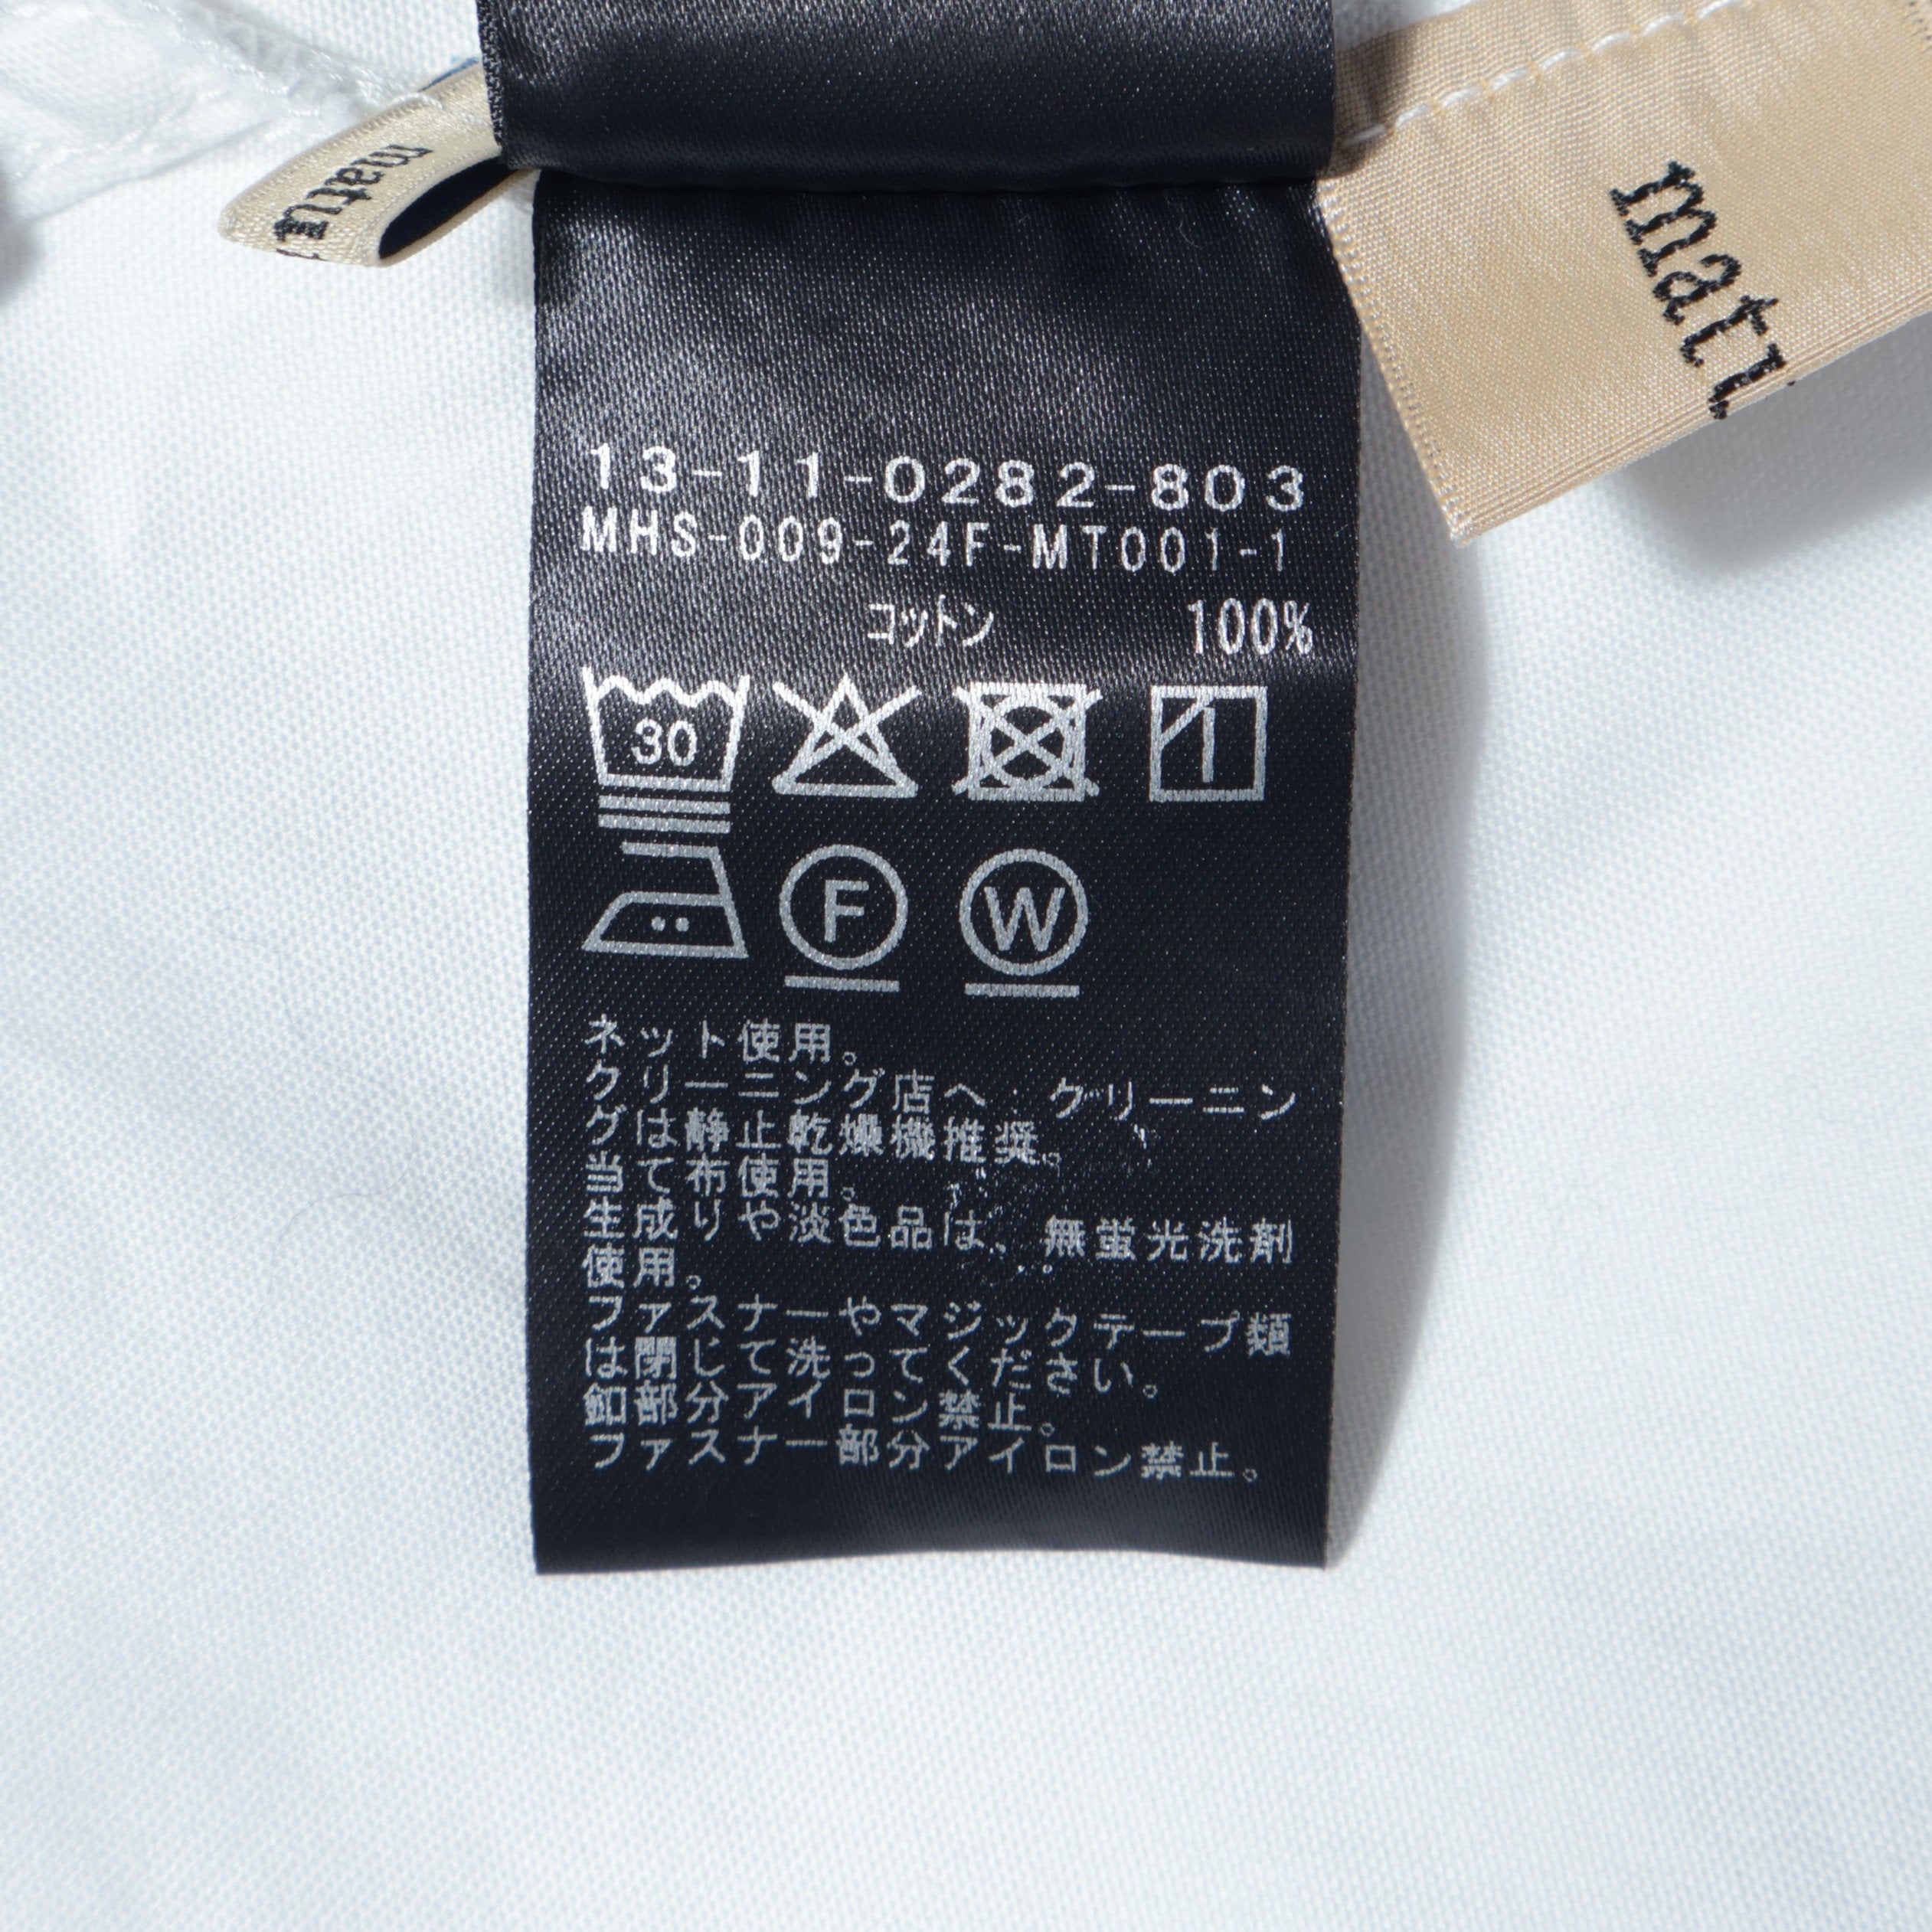 matu
matu
13-11-0282-803
MHS-009-24F-MT001-1
コットン 100%
30
F W
ネット使用。
クリーニング店へ:クリーニン
グは静止乾燥機推奨。
当て布使用。
生成りや淡色品は、無蛍光洗剤
使用。
ファスナーやマジックテープ類
は閉じて洗ってください。
釦部分アイロン禁止。
ファスナー部分アイロン禁止。